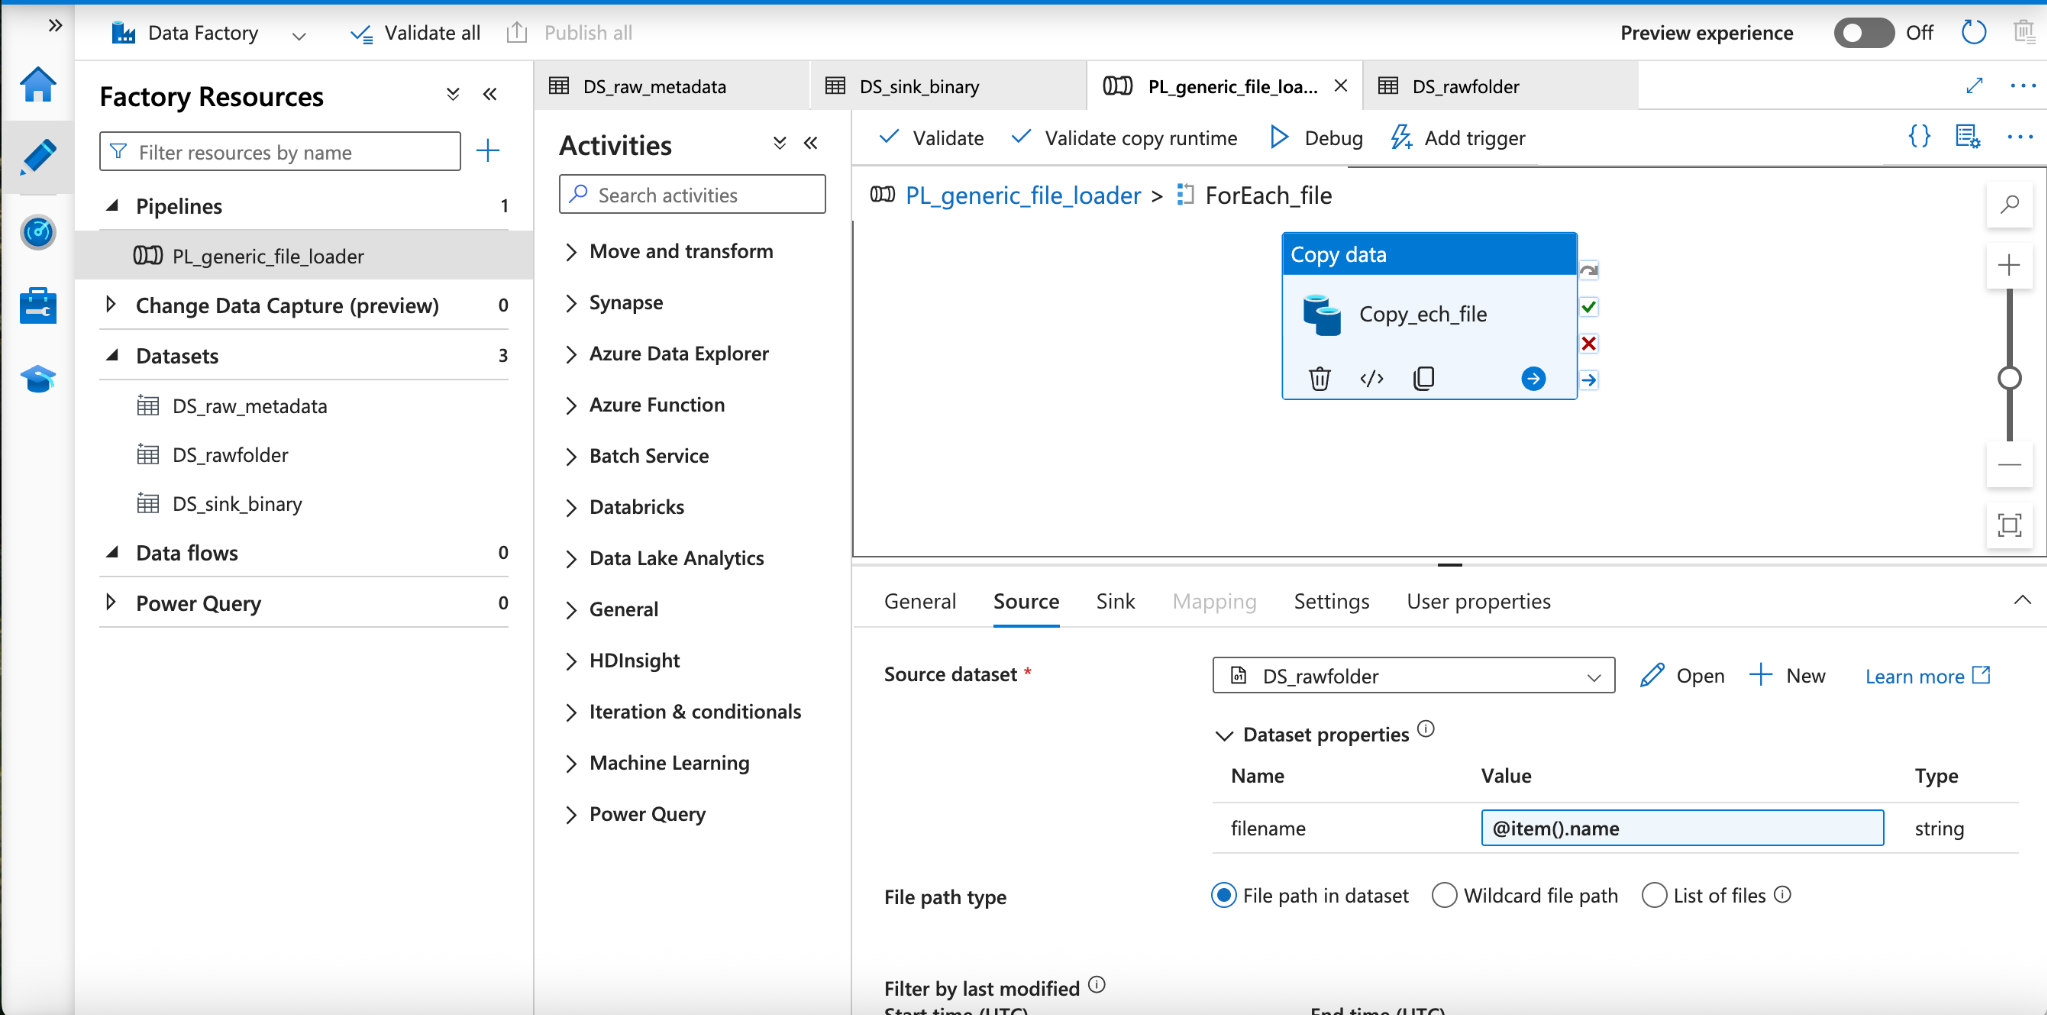 Data Factory
Validate all
Publish all
Preview experience
Off
Factory Resources
Filter resources by name
Pipelines 1
PL_generic_file_loader
Change Data Capture (preview) 0
Datasets 3
DS_raw_metadata
DS_rawfolder
DS_sink_binary
Data flows 0
Power Query 0
DS_raw_metadata
DS_sink_binary
PL_generic_file_loa...
DS_rawfolder
Activities
Search activities
Move and transform
Synapse
Azure Data Explorer
Azure Function
Batch Service
Databricks
Data Lake Analytics
General
HDInsight
Iteration & conditionals
Machine Learning
Power Query
Validate
Validate copy runtime
Debug
Add trigger
PL_generic_file_loader > ForEach_file
Copy data
Copy_ech_file
General
Source
Sink
Mapping
Settings
User properties
Source dataset *
DS_rawfolder
Open
New
Learn more
Dataset properties
Name Value Type
filename @item().name string
File path type
File path in dataset
Wildcard file path
List of files
Filter by last modified
Start time (UTC)
End time (UTC)